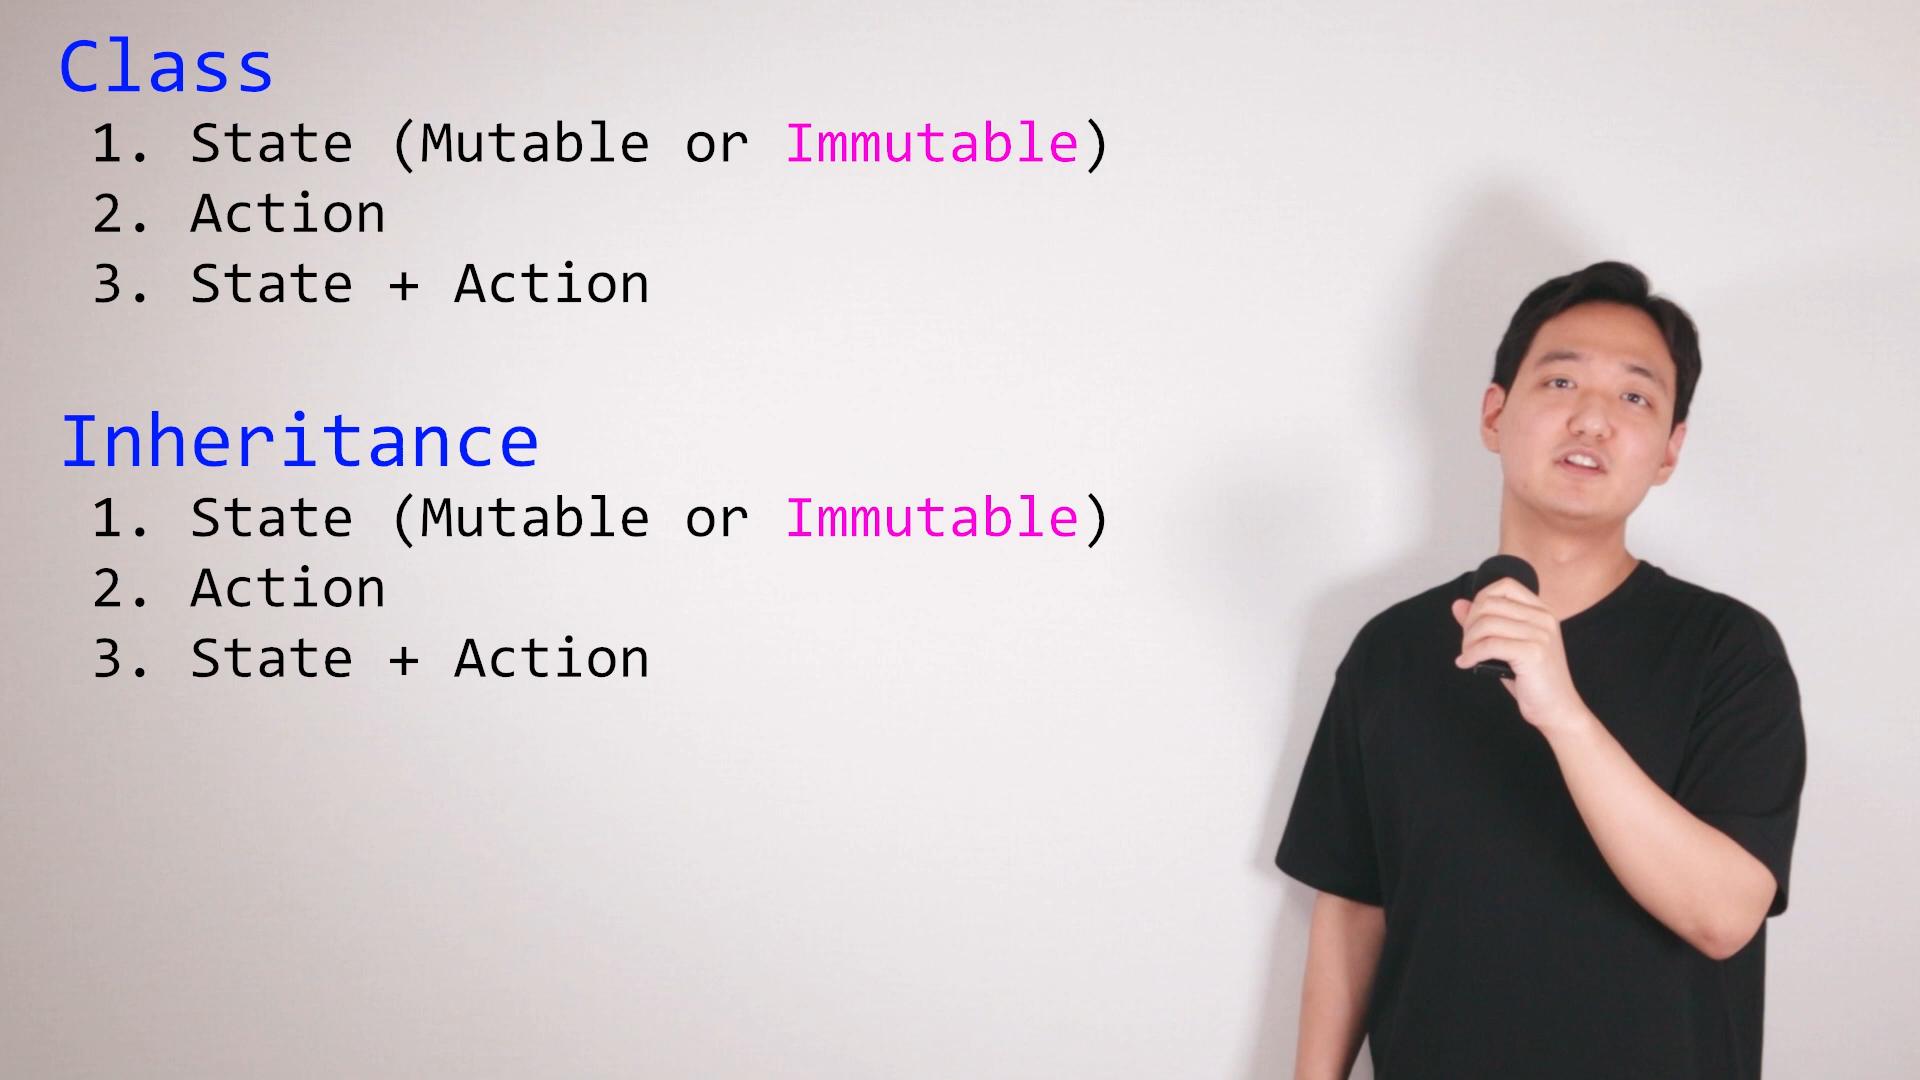 Class
1. State (Mutable or Immutable)
2. Action
3. State + Action
Inheritance
1. State (Mutable or Immutable)
2. Action
3. State + Action